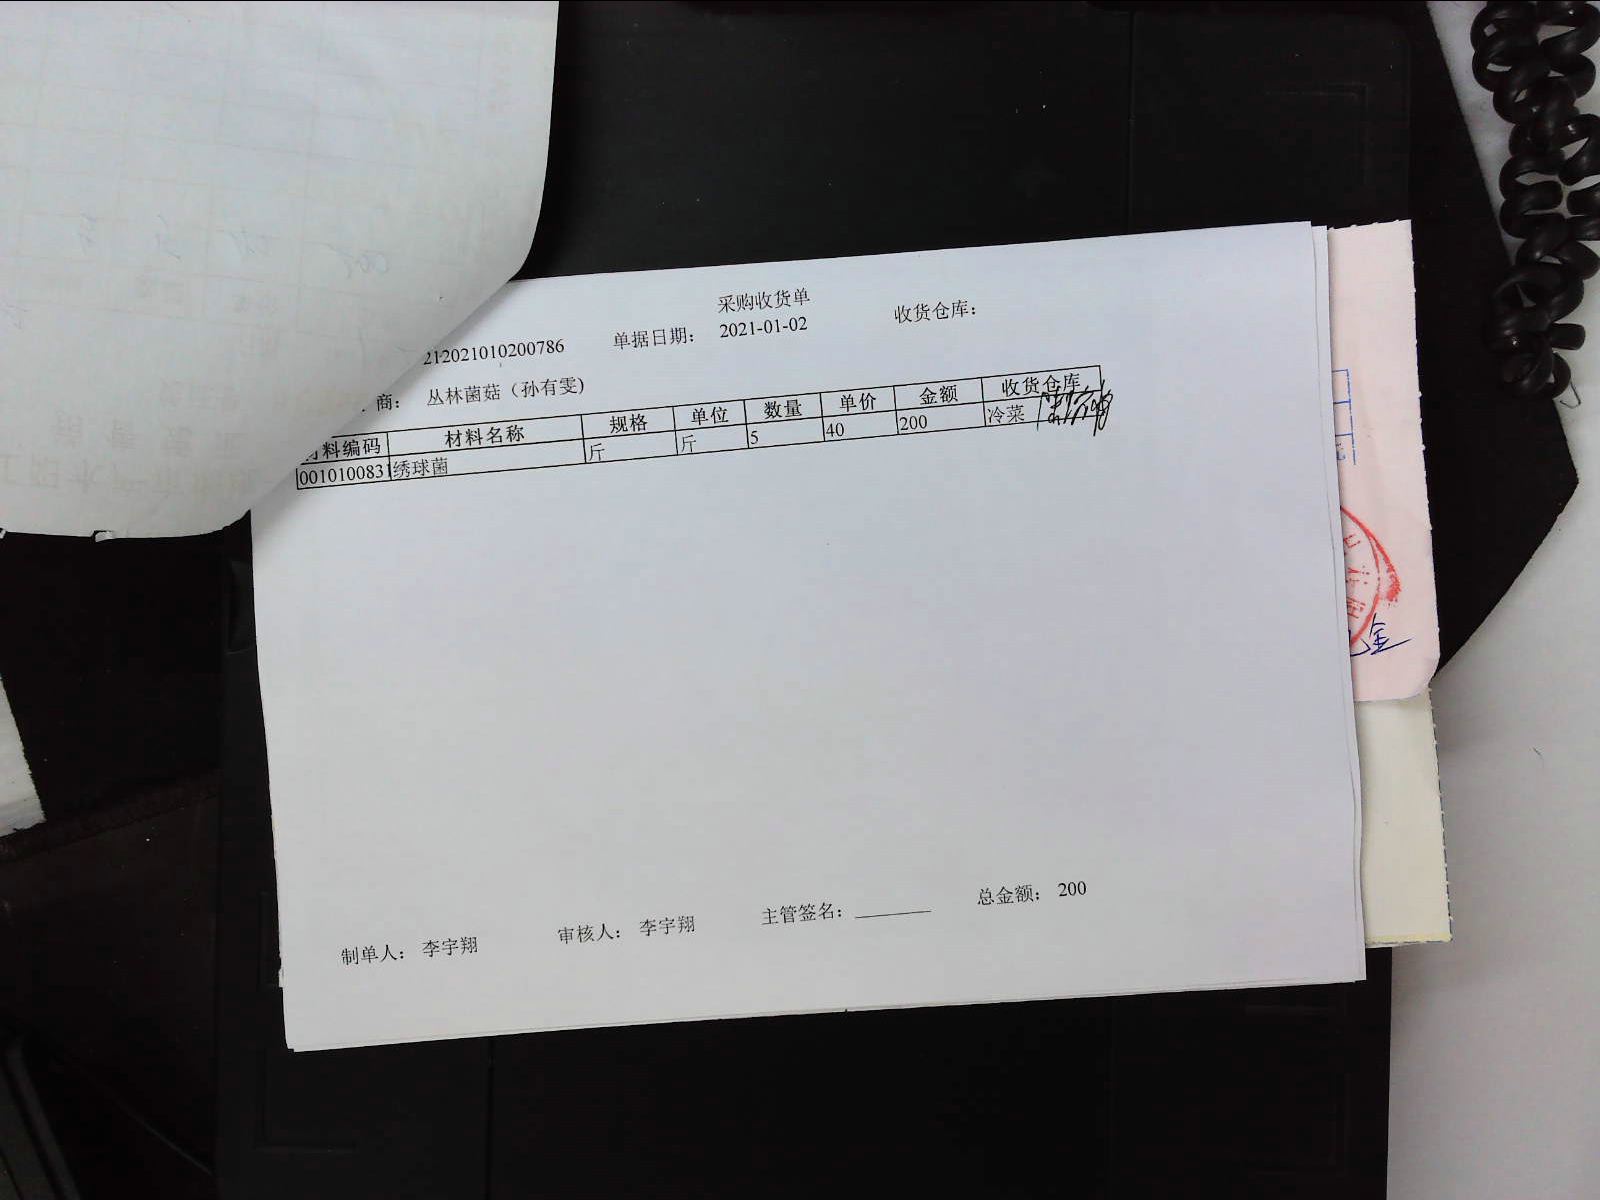 采购收货单
212021010200786 单据日期： 2021-01-02 收货仓库：
商： 丛林菌菇（孙有雯)
材料编码 材料名称 规格 单位 数量 单价 金额 收货仓库
0010100831 绣球菌 斤 斤 5 40 200 冷菜
制单人： 李宇翔 审核人： 李宇翔 主管签名： 总金额： 200
金